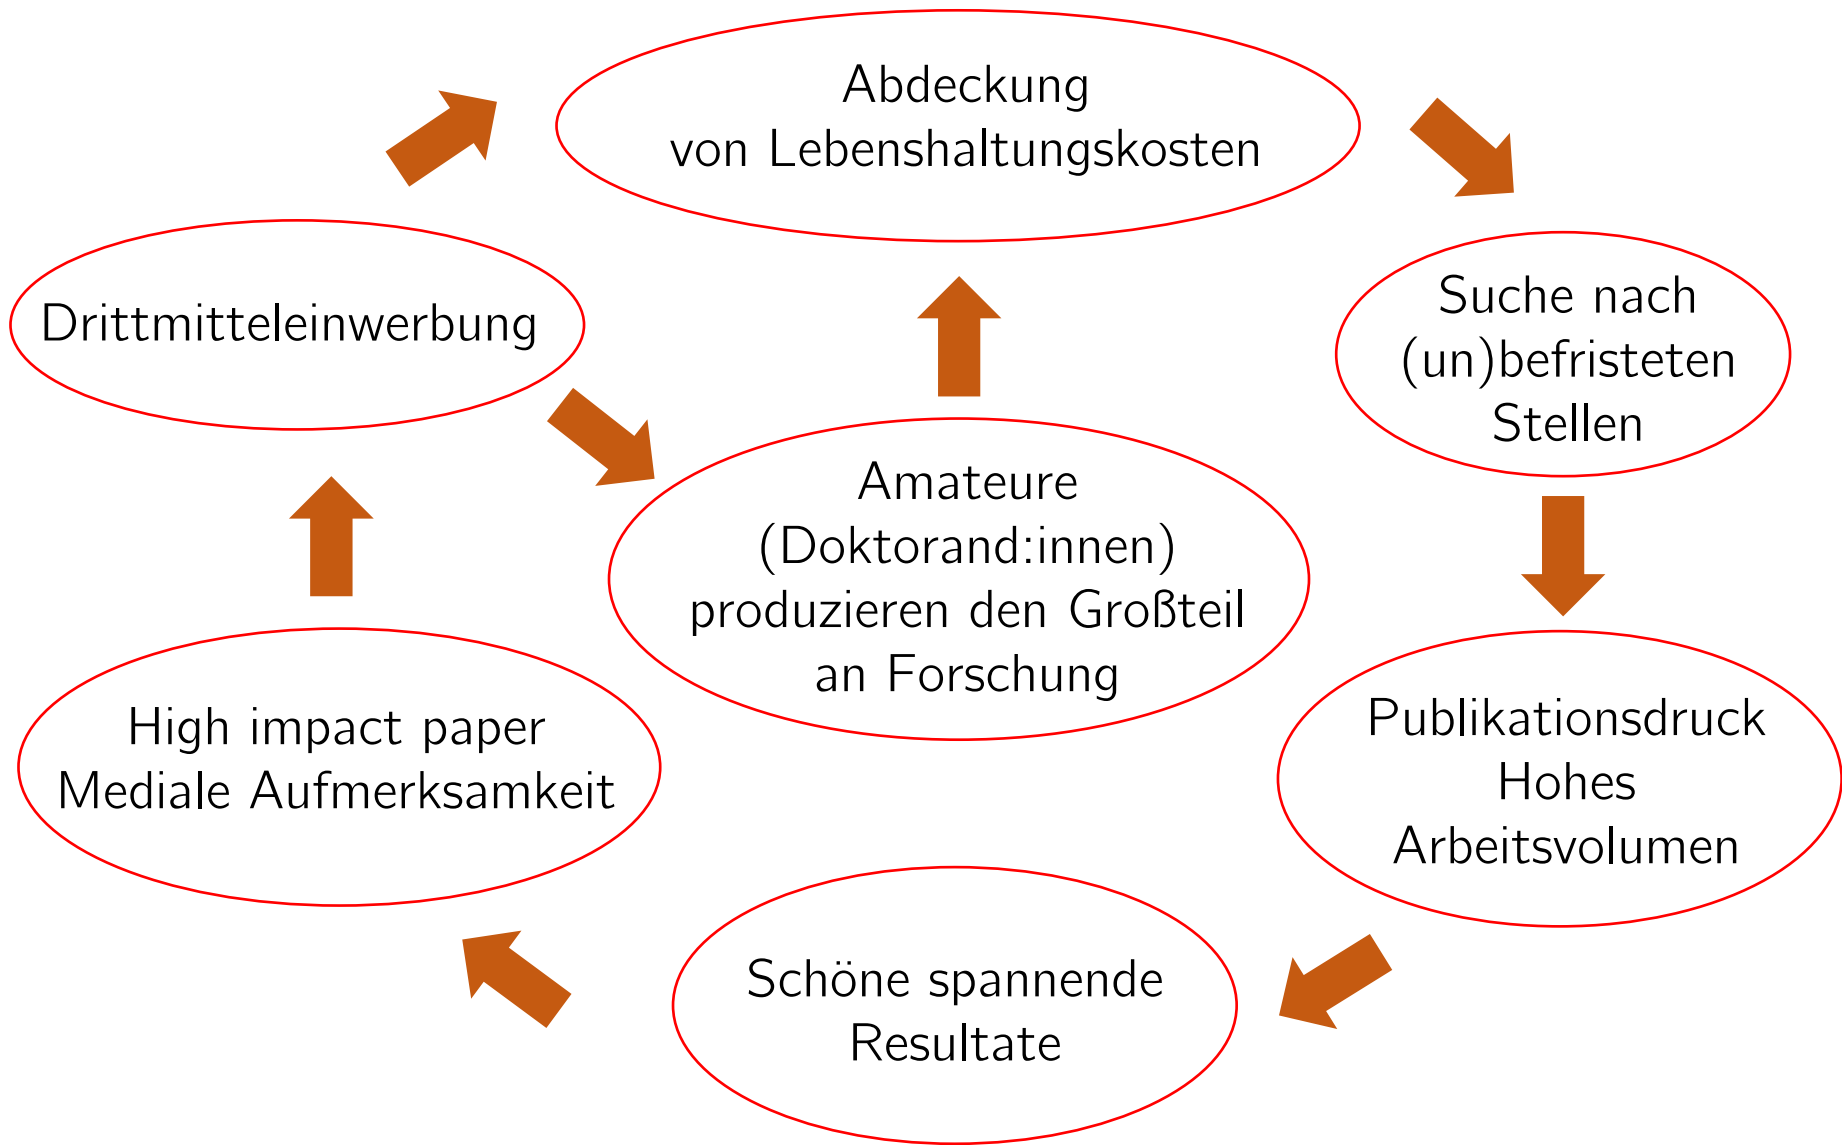 Abdeckung
von Lebenshaltungskosten
Drittmitteleinwerbung
Suche nach
(un)befristeten
Stellen
Amateure
(Doktorand:innen)
produzieren den Großteil
an Forschung
High impact paper
Mediale Aufmerksamkeit
Publikationsdruck
Hohes
Arbeitsvolumen
Schöne spannende
Resultate